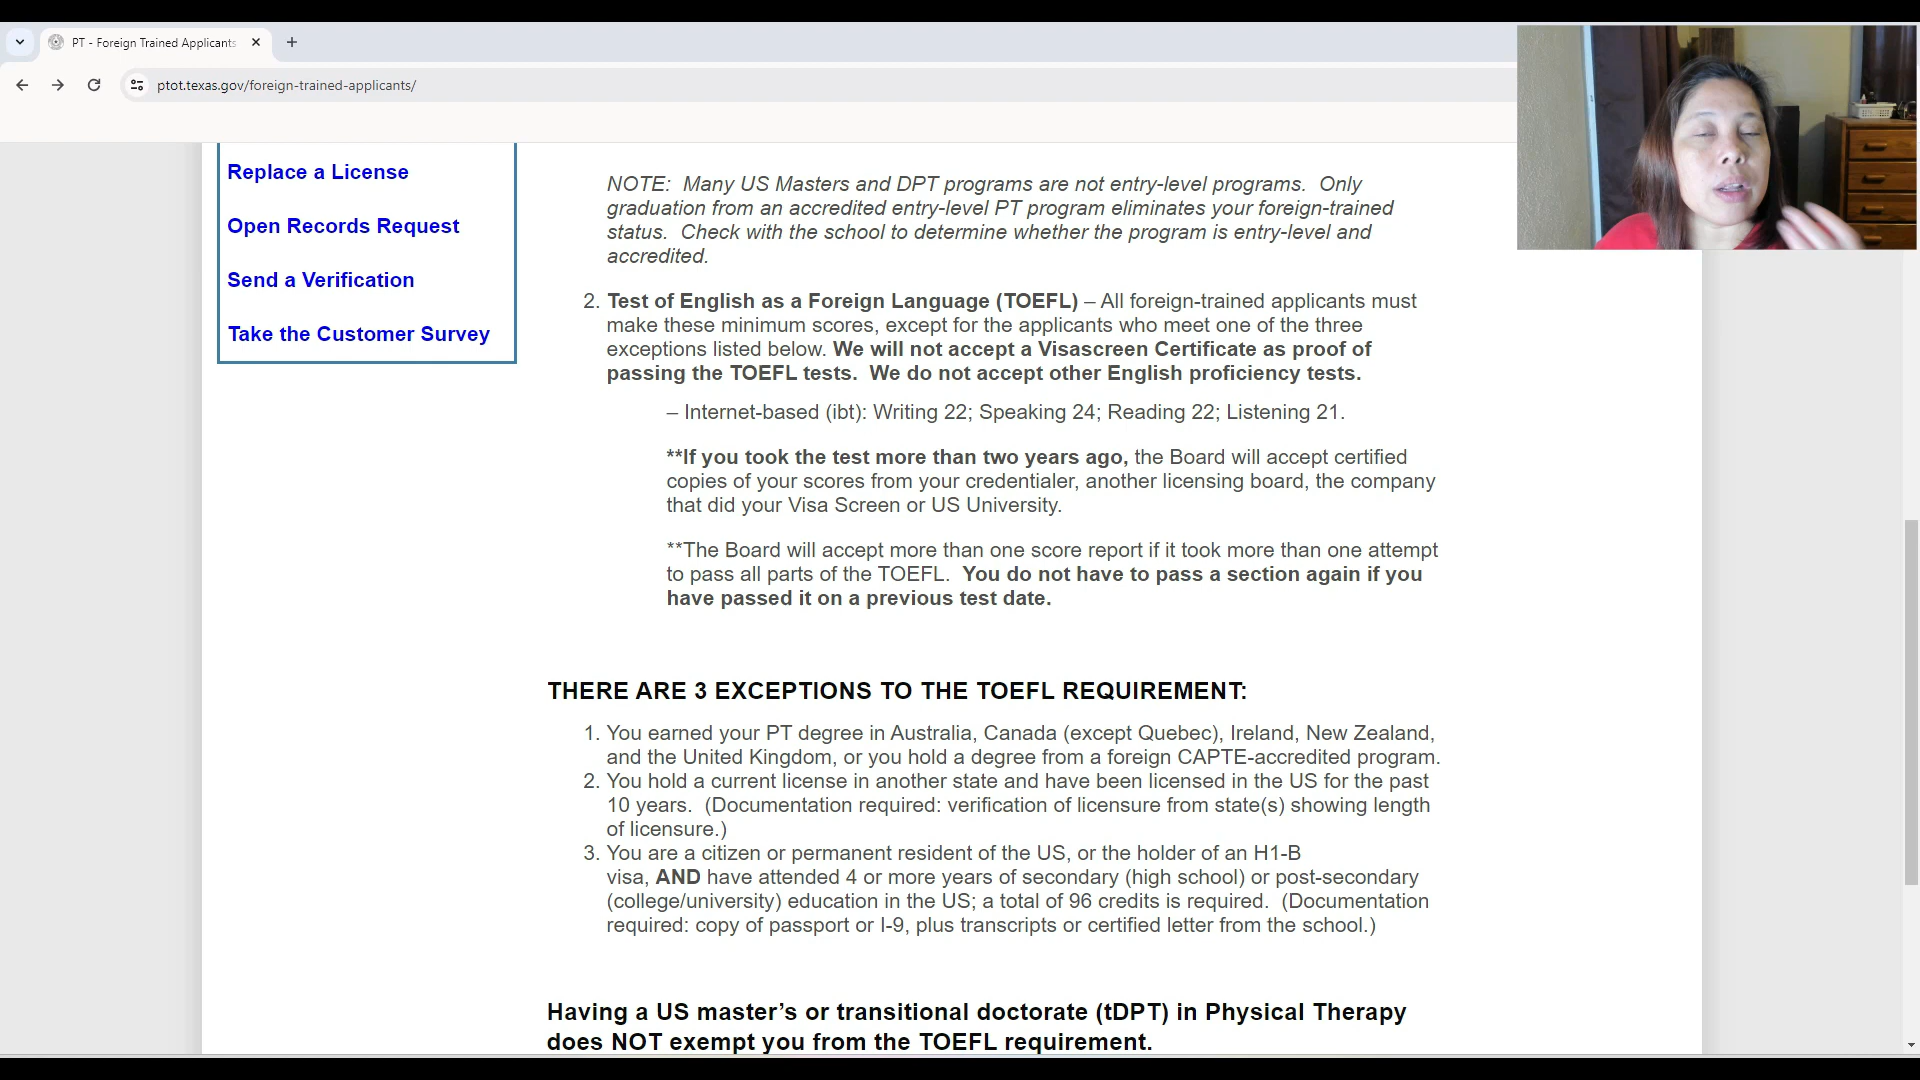 PT - Foreign Trained Applicants
ptot.texas.gov/foreign-trained-applicants/
Replace a License
Open Records Request
Send a Verification
Take the Customer Survey
NOTE:  Many US Masters and DPT programs are not entry-level programs.  Only
graduation from an accredited entry-level PT program eliminates your foreign-trained
status.  Check with the school to determine whether the program is entry-level and
accredited.
2. Test of English as a Foreign Language (TOEFL) – All foreign-trained applicants must
make these minimum scores, except for the applicants who meet one of the three
exceptions listed below. We will not accept a Visascreen Certificate as proof of
passing the TOEFL tests.  We do not accept other English proficiency tests.
– Internet-based (ibt): Writing 22; Speaking 24; Reading 22; Listening 21.
**If you took the test more than two years ago, the Board will accept certified
copies of your scores from your credentialer, another licensing board, the company
that did your Visa Screen or US University.
**The Board will accept more than one score report if it took more than one attempt
to pass all parts of the TOEFL.  You do not have to pass a section again if you
have passed it on a previous test date.
THERE ARE 3 EXCEPTIONS TO THE TOEFL REQUIREMENT:
1. You earned your PT degree in Australia, Canada (except Quebec), Ireland, New Zealand,
and the United Kingdom, or you hold a degree from a foreign CAPTE-accredited program.
2. You hold a current license in another state and have been licensed in the US for the past
10 years.  (Documentation required: verification of licensure from state(s) showing length
of licensure.)
3. You are a citizen or permanent resident of the US, or the holder of an H1-B
visa, AND have attended 4 or more years of secondary (high school) or post-secondary
(college/university) education in the US; a total of 96 credits is required.  (Documentation
required: copy of passport or I-9, plus transcripts or certified letter from the school.)
Having a US master’s or transitional doctorate (tDPT) in Physical Therapy
does NOT exempt you from the TOEFL requirement.